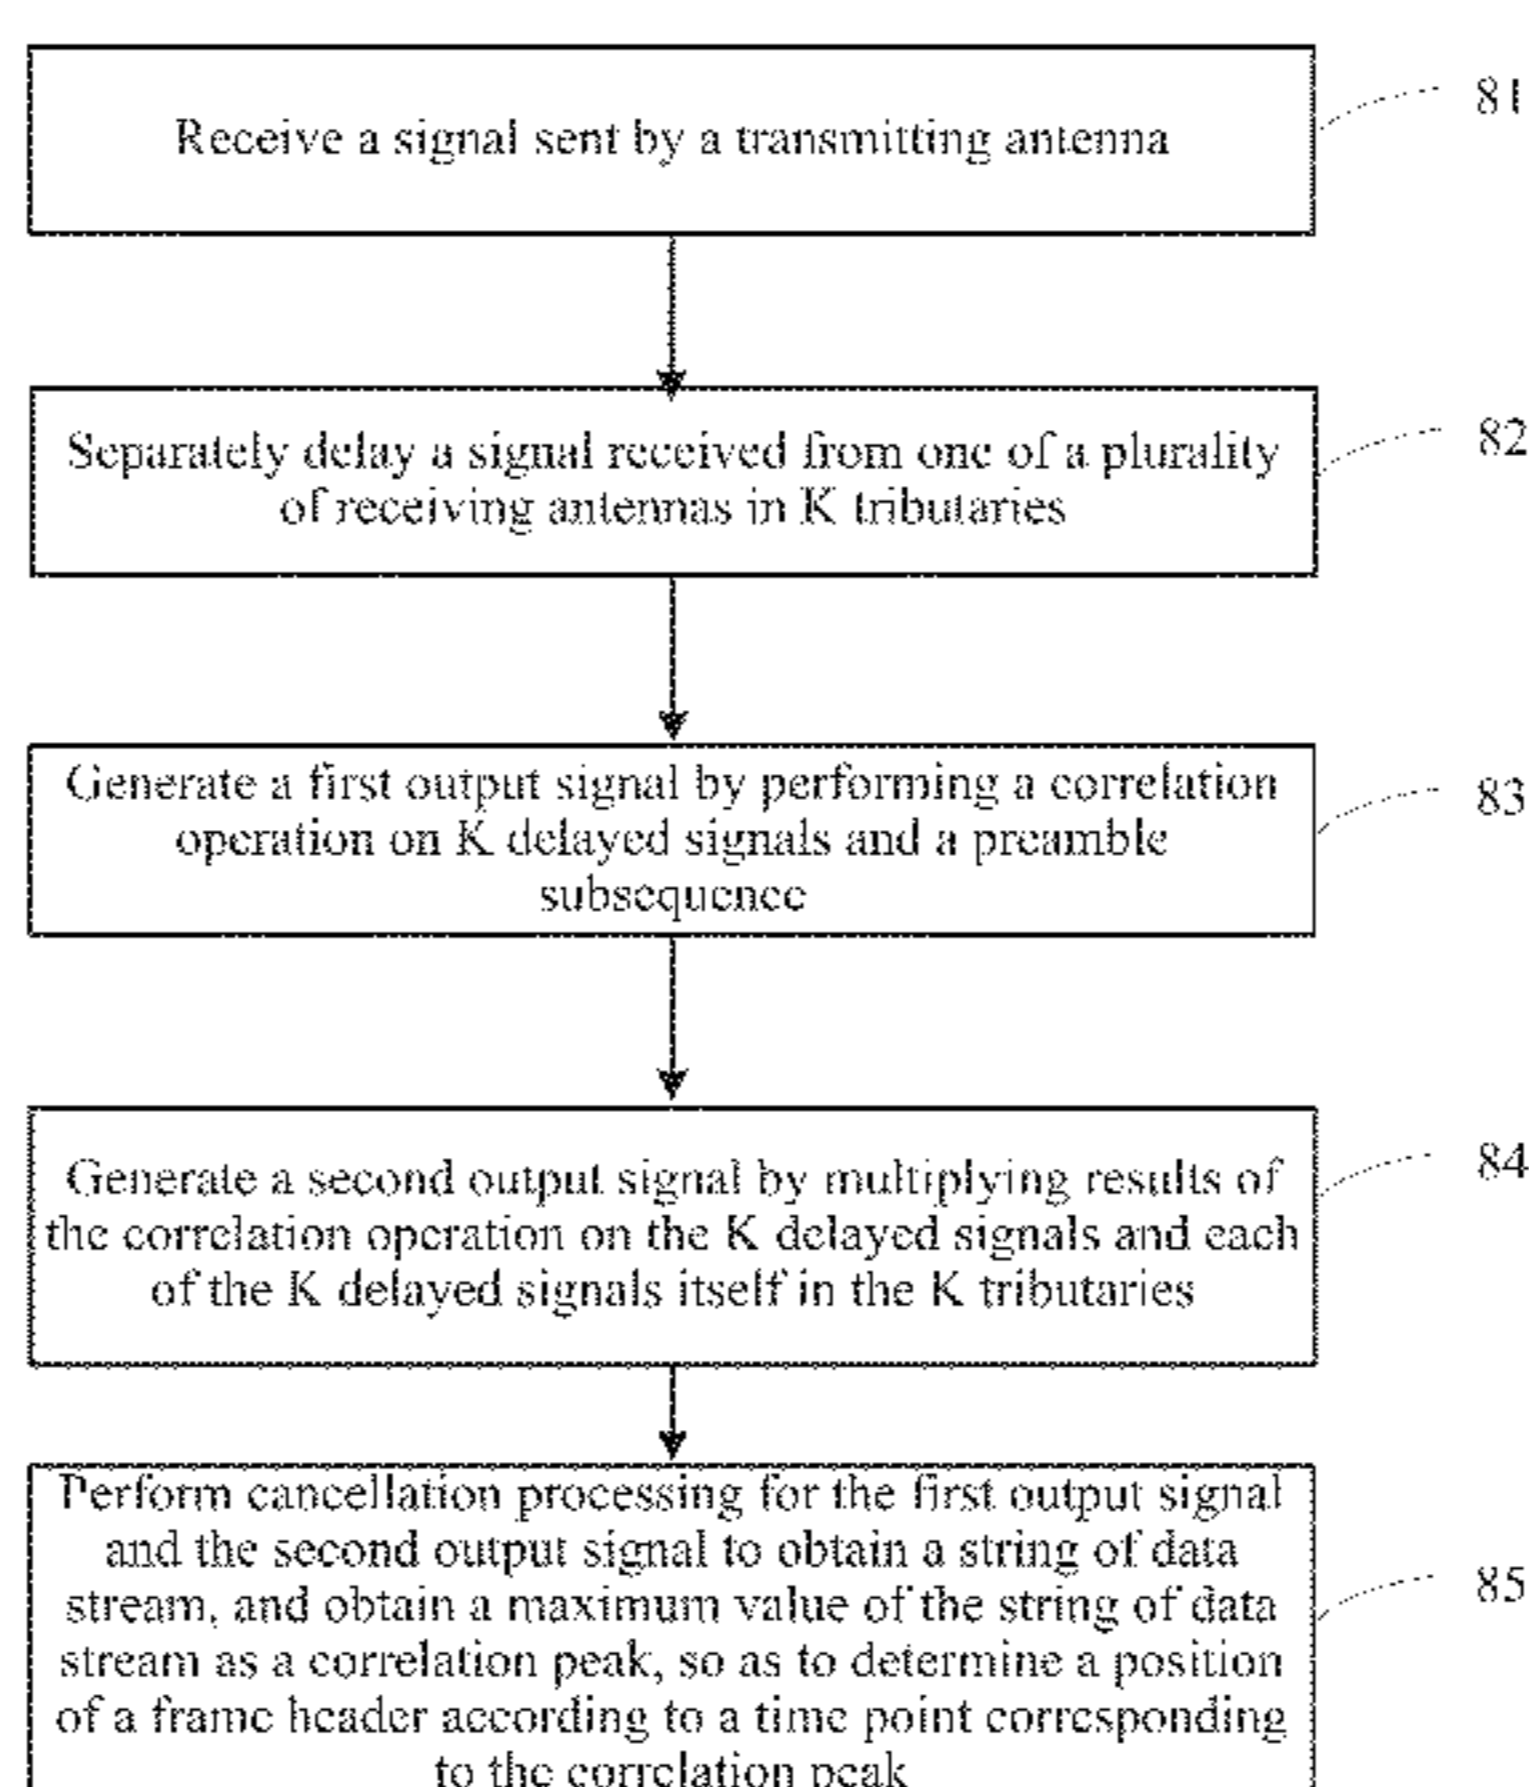 Receive a signal sent by a transmitting antenna
81
Separately delay a signal received from one of a plurality
of receiving antennas in K tributaries
82
Generate a first output signal by performing a correlation
operation on K delayed signals and a preamble
subsequence
83
Generate a second output signal by multiplying results of
the correlation operation on the K delayed signals and each
of the K delayed signals itself in the K tributaries
84
Perform cancellation processing for the first output signal
and the second output signal to obtain a string of data
stream, and obtain a maximum value of the string of data
stream as a correlation peak, so as to determine a position
of a frame header according to a time point corresponding
to the correlation peak
85